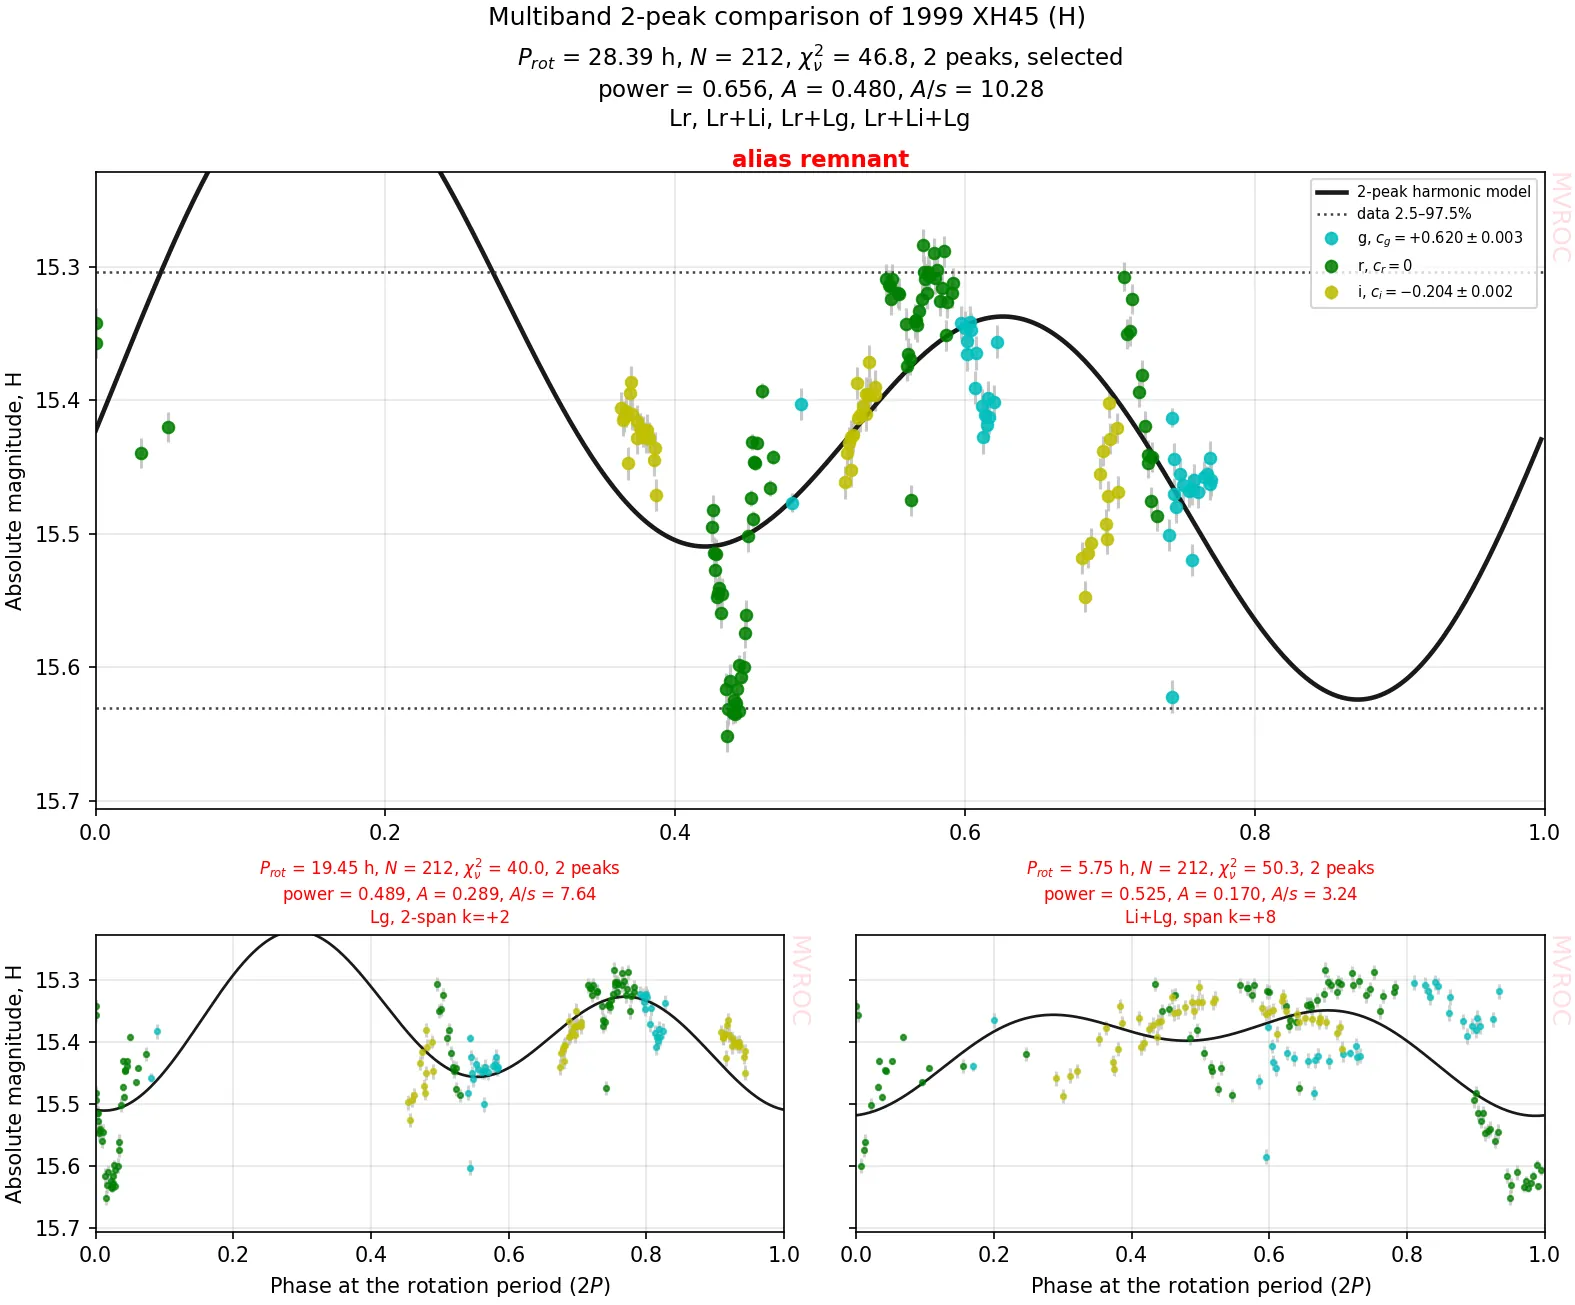 Multiband 2-peak comparison of 1999 XH45 (H)
P_rot = 28.39 h, N = 212, χ²_ν = 46.8, 2 peaks, selected
power = 0.656, A = 0.480, A/s = 10.28
Lr, Lr+Li, Lr+Lg, Lr+Li+Lg
alias remnant
2-peak harmonic model
data 2.5–97.5%
g, c_g = +0.620 ± 0.003
r, c_r = 0
i, c_i = −0.204 ± 0.002
MVROC
Absolute magnitude, H
15.3
15.4
15.5
15.6
15.7
0.0 0.2 0.4 0.6 0.8 1.0
P_rot = 19.45 h, N = 212, χ²_ν = 40.0, 2 peaks
power = 0.489, A = 0.289, A/s = 7.64
Lg, 2-span k=+2
MVROC
Absolute magnitude, H
15.3
15.4
15.5
15.6
15.7
0.0 0.2 0.4 0.6 0.8 1.0
Phase at the rotation period (2P)
P_rot = 5.75 h, N = 212, χ²_ν = 50.3, 2 peaks
power = 0.525, A = 0.170, A/s = 3.24
Li+Lg, span k=+8
MVROC
0.0 0.2 0.4 0.6 0.8 1.0
Phase at the rotation period (2P)